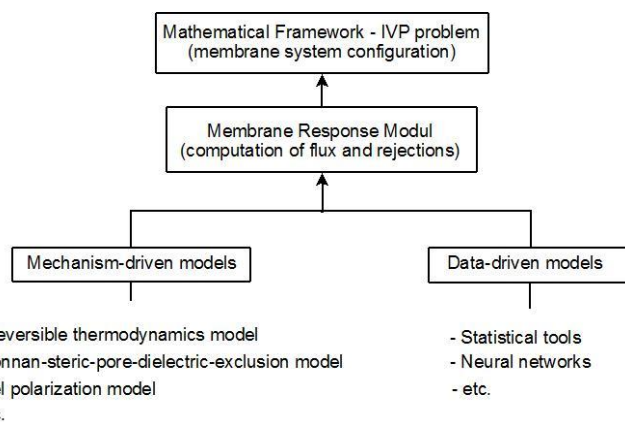 Mathematical Framework - IVP problem
(membrane system configuration)
Membrane Response Modul
(computation of flux and rejections)
Mechanism-driven models
Data-driven models
eversible thermodynamics model
onnan-steric-pore-dielectric-exclusion model
el polarization model
- Statistical tools
- Neural networks
- etc.